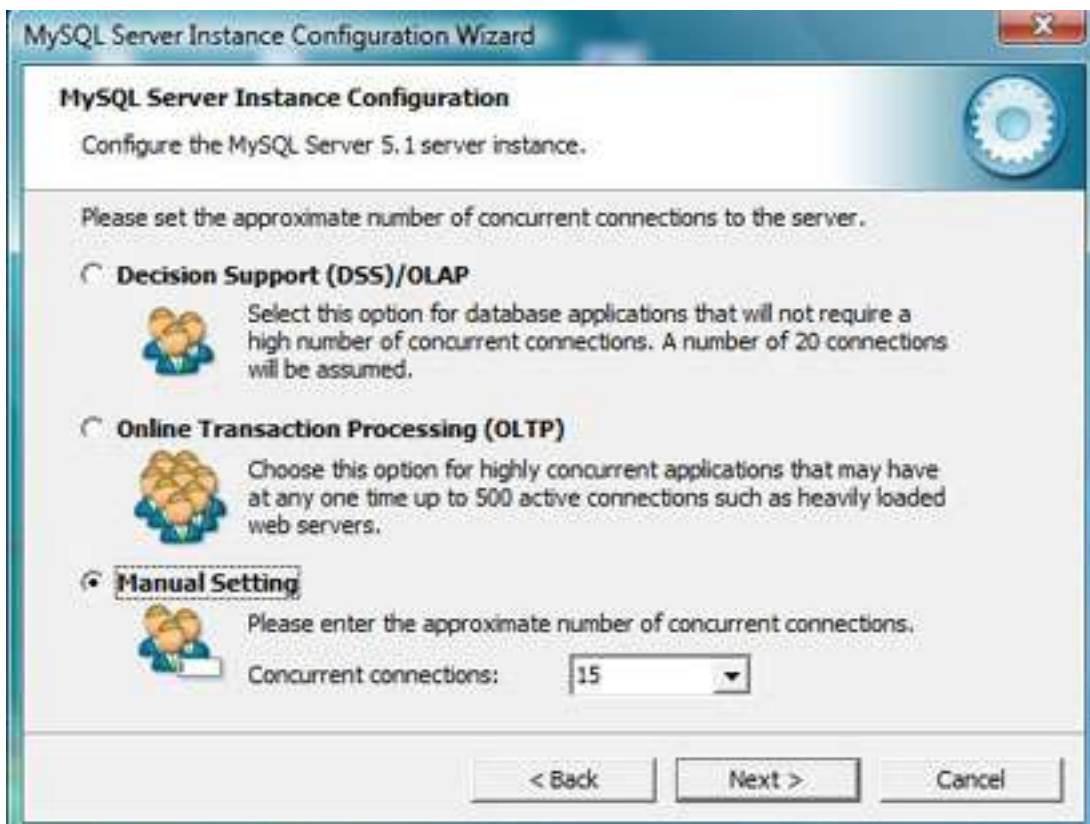 MySQL Server Instance Configuration Wizard
MySQL Server Instance Configuration
Configure the MySQL Server 5.1 server instance.
Please set the approximate number of concurrent connections to the server.
Decision Support (DSS)/OLAP
Select this option for database applications that will not require a
high number of concurrent connections. A number of 20 connections
will be assumed.
Online Transaction Processing (OLTP)
Choose this option for highly concurrent applications that may have
at any one time up to 500 active connections such as heavily loaded
web servers.
Manual Setting
Please enter the approximate number of concurrent connections.
Concurrent connections: 15
< Back Next > Cancel